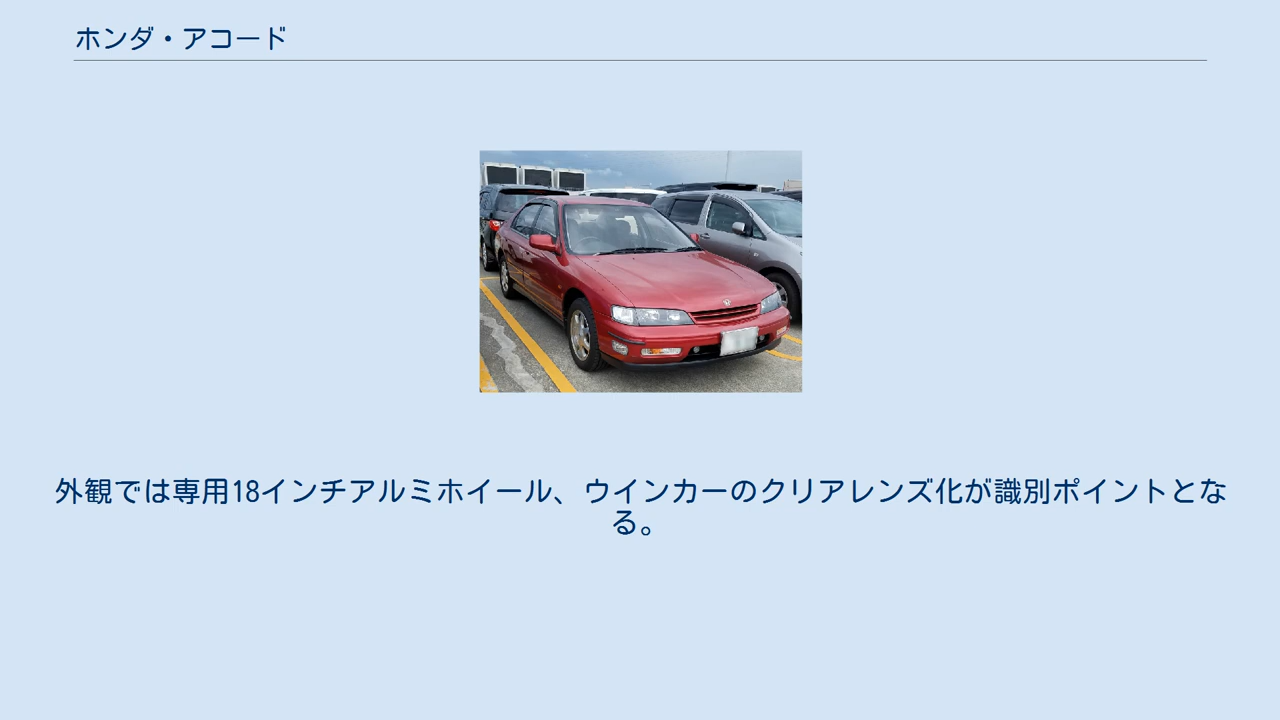 ホンダ・アコード
外観では専用18インチアルミホイール、ウインカーのクリアレンズ化が識別ポイントとな
る。